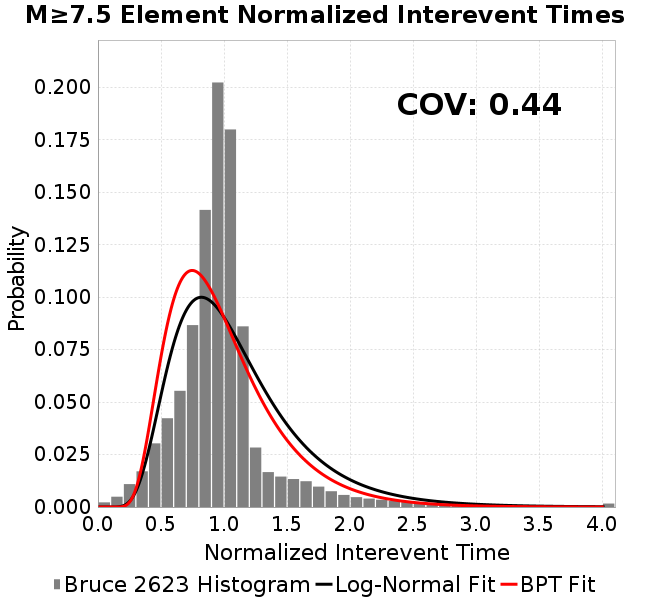 M≥7.5 Element Normalized Interevent Times
COV: 0.44
Probability
0.200
0.175
0.150
0.125
0.100
0.075
0.050
0.025
0.000
0.0 0.5 1.0 1.5 2.0 2.5 3.0 3.5 4.0
Normalized Interevent Time
Bruce 2623 Histogram Log-Normal Fit BPT Fit